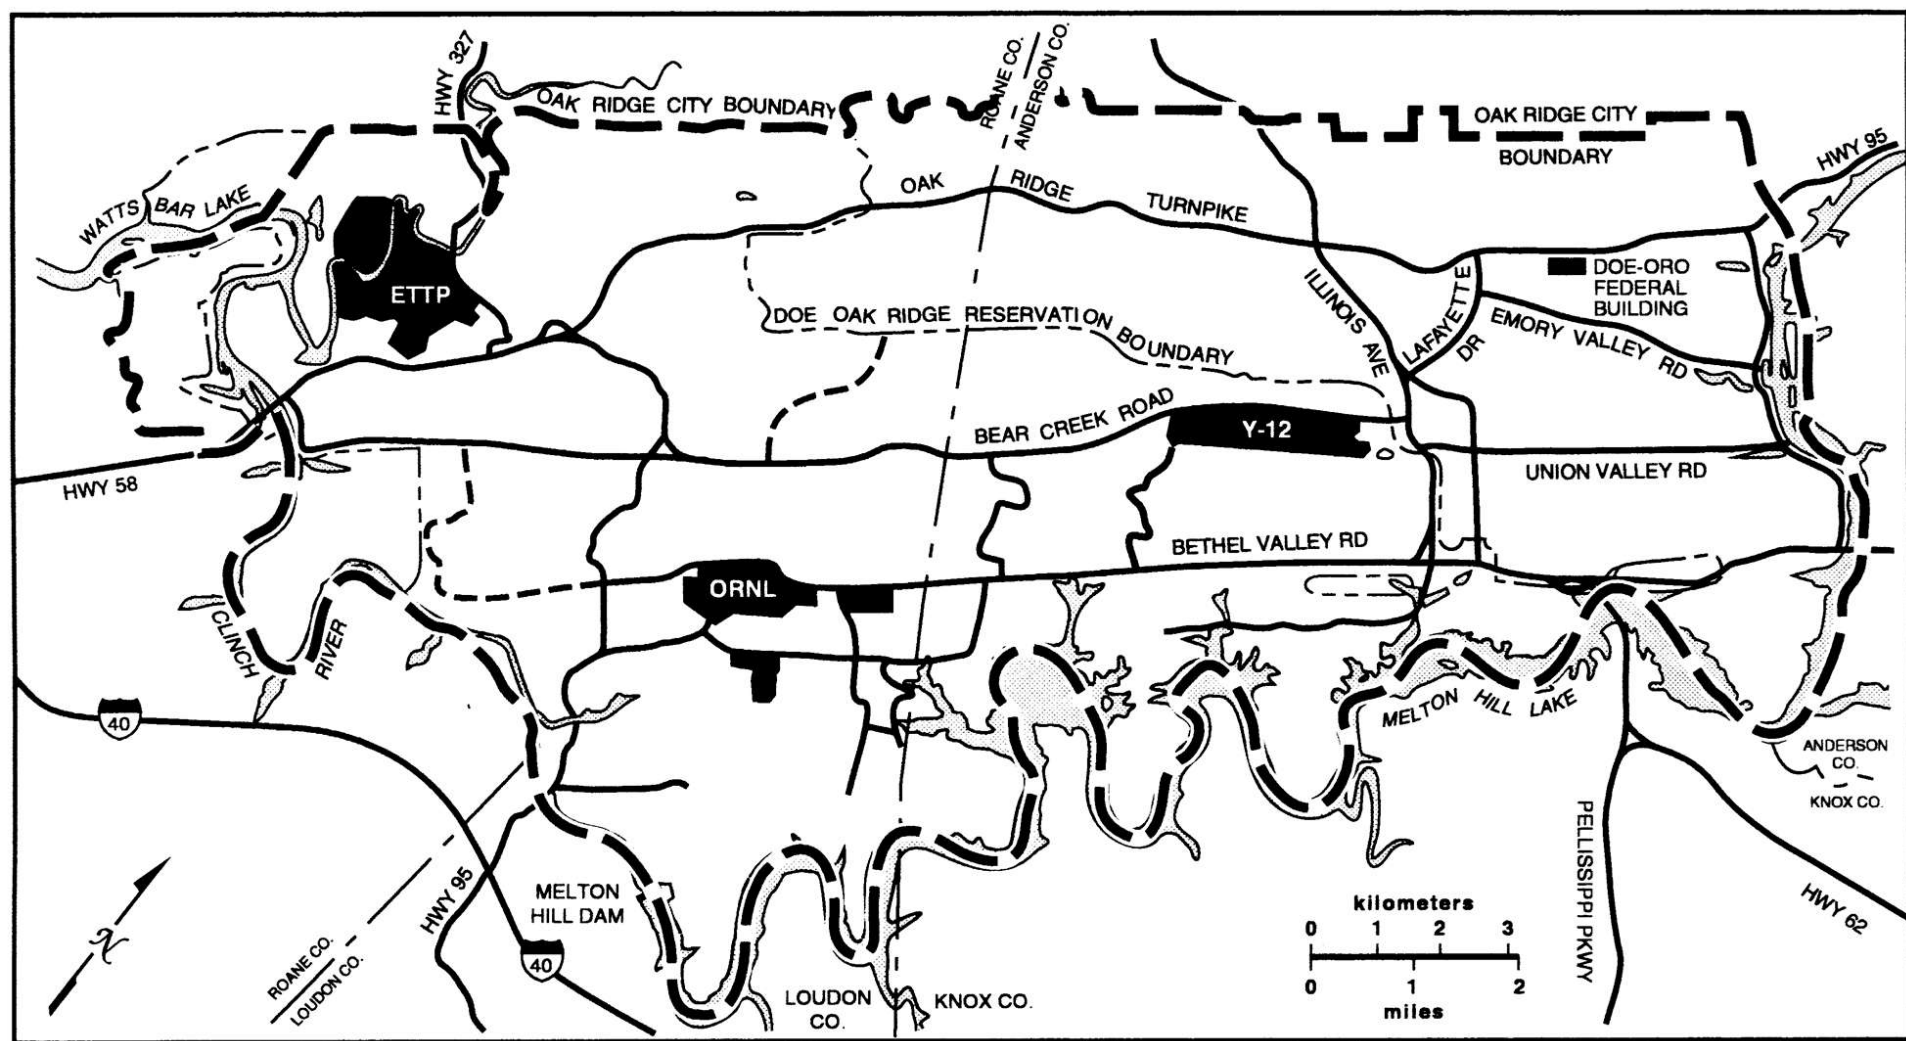 HWY 327
ROANE CO.
ANDERSON CO.
OAK RIDGE CITY BOUNDARY
OAK RIDGE CITY
BOUNDARY
HWY 95
WATTS BAR LAKE
OAK RIDGE TURNPIKE
ETTP
ILLINOIS AVE
LAFAYETTE
DR
DOE-ORO
FEDERAL
BUILDING
EMORY VALLEY RD
DOE OAK RIDGE RESERVATION BOUNDARY
BEAR CREEK ROAD
Y-12
HWY 58
UNION VALLEY RD
BETHEL VALLEY RD
ORNL
CLINCH RIVER
40
MELTON HILL LAKE
ANDERSON
CO.
KNOX CO.
PELLISSIPPI PKWY
HWY 62
HWY 95
MELTON
HILL DAM
40
N
ROANE CO.
LOUDON CO.
LOUDON
CO.
KNOX CO.
kilometers
0 1 2 3
0 1 2
miles